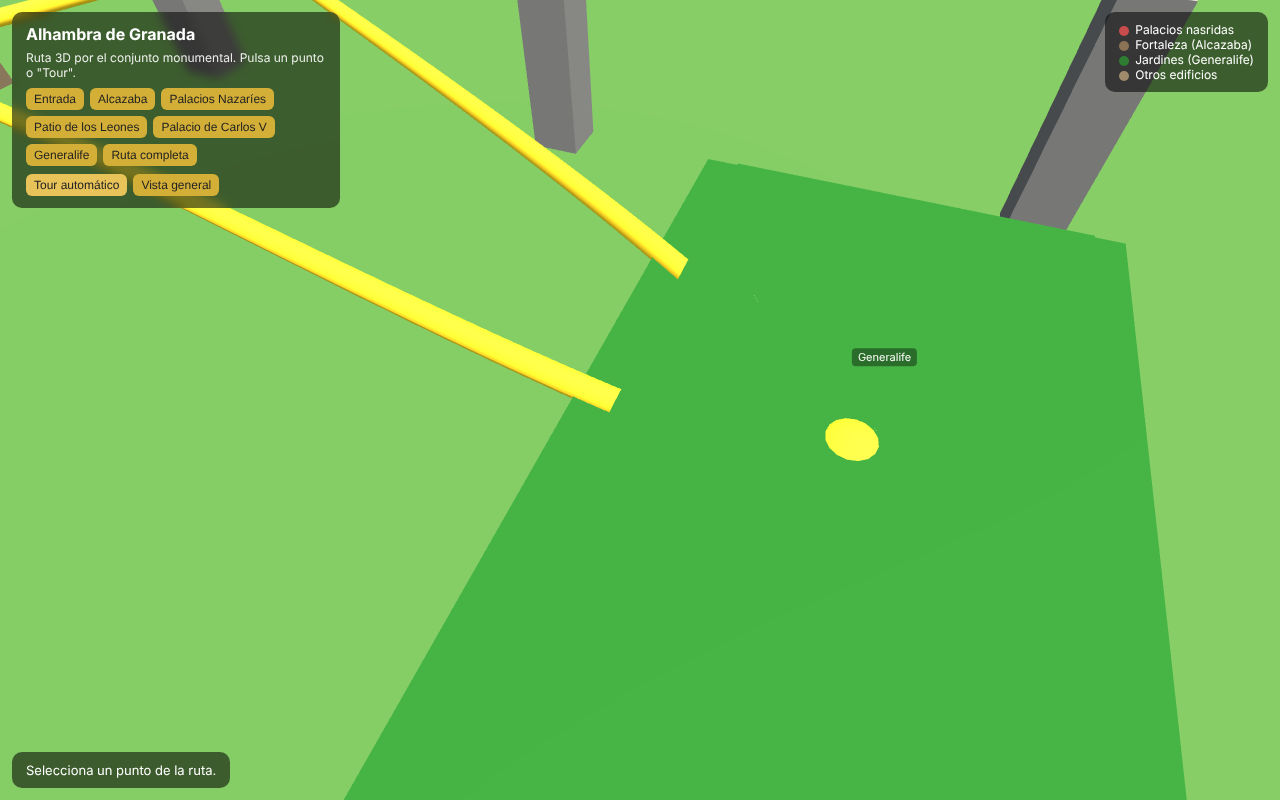 Alhambra de Granada
Ruta 3D por el conjunto monumental. Pulsa un punto
o "Tour".
Entrada
Alcazaba
Palacios Nazaríes
Patio de los Leones
Palacio de Carlos V
Generalife
Ruta completa
Tour automático
Vista general
Palacios nasridas
Fortaleza (Alcazaba)
Jardines (Generalife)
Otros edificios
Generalife
Selecciona un punto de la ruta.